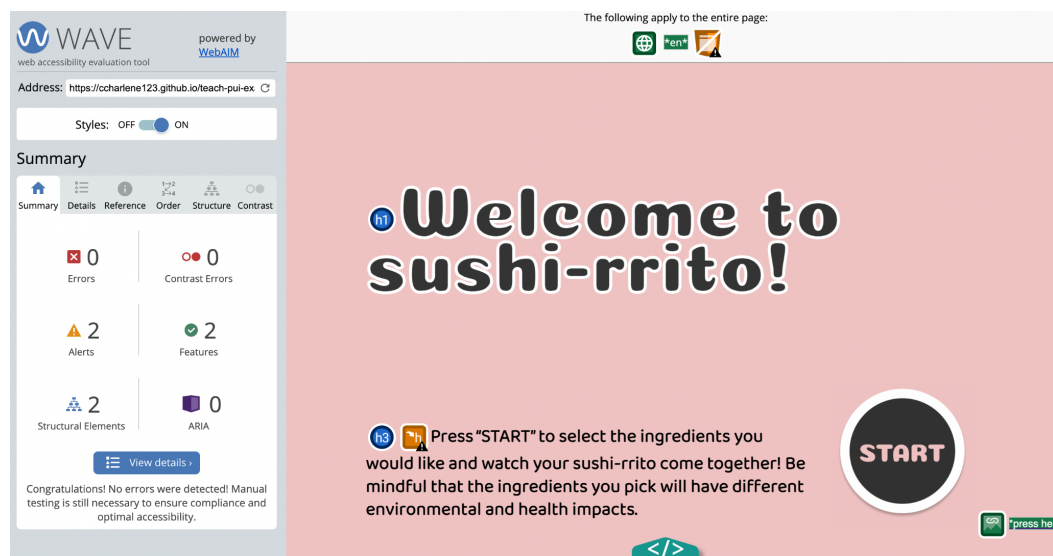 WAVE
web accessibility evaluation tool
powered by
WebAIM
Address: https://ccharlene123.github.io/teach-pui-ex
Styles: OFF ON
Summary
Summary Details Reference Order Structure Contrast
0
Errors
0
Contrast Errors
2
Alerts
2
Features
2
Structural Elements
0
ARIA
View details ›
Congratulations! No errors were detected! Manual
testing is still necessary to ensure compliance and
optimal accessibility.
The following apply to the entire page:
*en*
h1 Welcome to
sushi-rrito!
h3 h Press "START" to select the ingredients you
would like and watch your sushi-rrito come together! Be
mindful that the ingredients you pick will have different
environmental and health impacts.
START
*press he
</>